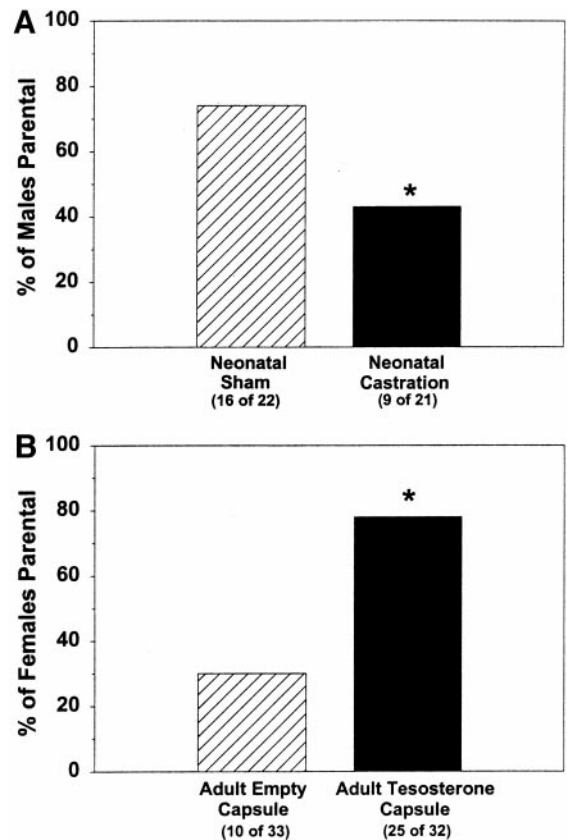 A
100
80
60
40
20
0
% of Males Parental
*
Neonatal Sham
(16 of 22)
Neonatal Castration
(9 of 21)
B
100
80
60
40
20
0
% of Females Parental
*
Adult Empty Capsule
(10 of 33)
Adult Tesosterone Capsule
(25 of 32)